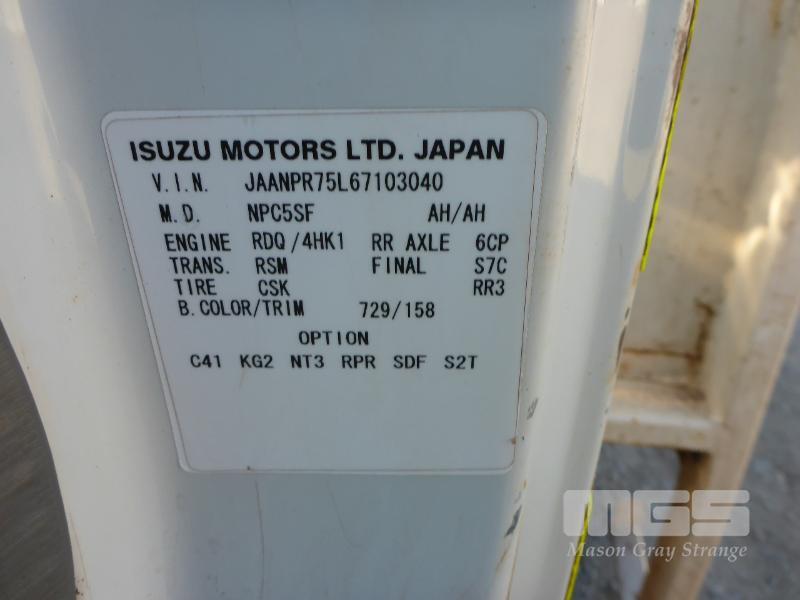 ISUZU MOTORS LTD. JAPAN
V.I.N. JAANPR75L67103040
M.D. NPC5SF AH/AH
ENGINE RDQ/4HK1 RR AXLE 6CP
TRANS. RSM FINAL S7C
TIRE CSK RR3
B.COLOR/TRIM 729/158
OPTION
C41 KG2 NT3 RPR SDF S2T
MGS
Mason Gray Strange